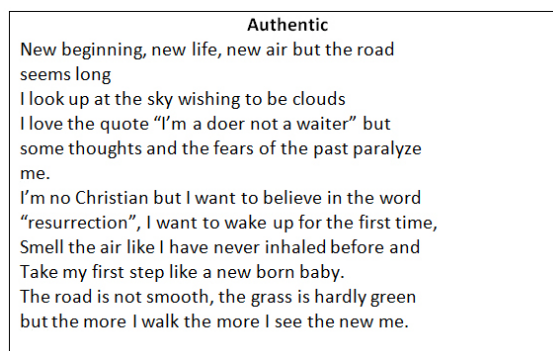 Authentic
New beginning, new life, new air but the road
seems long
I look up at the sky wishing to be clouds
I love the quote “I’m a doer not a waiter” but
some thoughts and the fears of the past paralyze
me.
I’m no Christian but I want to believe in the word
“resurrection”, I want to wake up for the first time,
Smell the air like I have never inhaled before and
Take my first step like a new born baby.
The road is not smooth, the grass is hardly green
but the more I walk the more I see the new me.